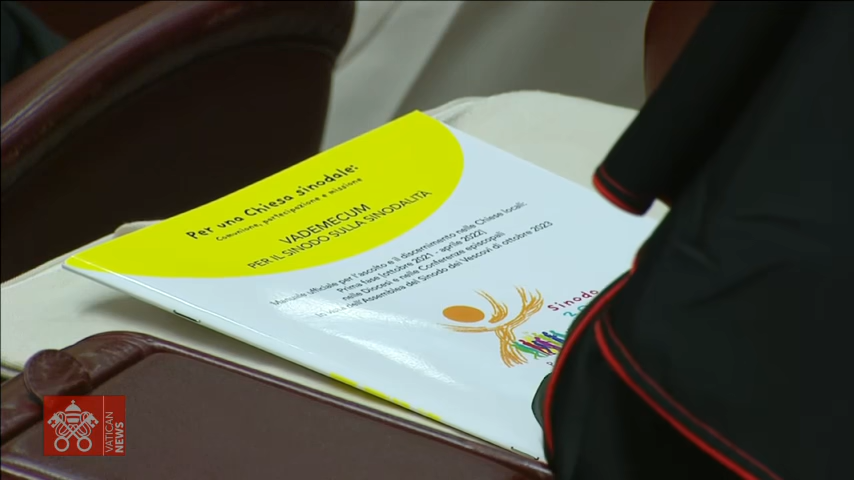 Per una Chiesa sinodale:
Comunione, partecipazione e missione
VADEMECUM
PER IL SINODO SULLA SINODALITÀ
Manuale ufficiale per l'ascolto e il discernimento nelle Chiese locali:
Prima fase (ottobre 2021 - aprile 2022)
nelle Diocesi e nelle Conferenze episcopali
in vista dell'Assemblea del Sinodo dei Vescovi di ottobre 2023
Sinodo
VATICAN
NEWS